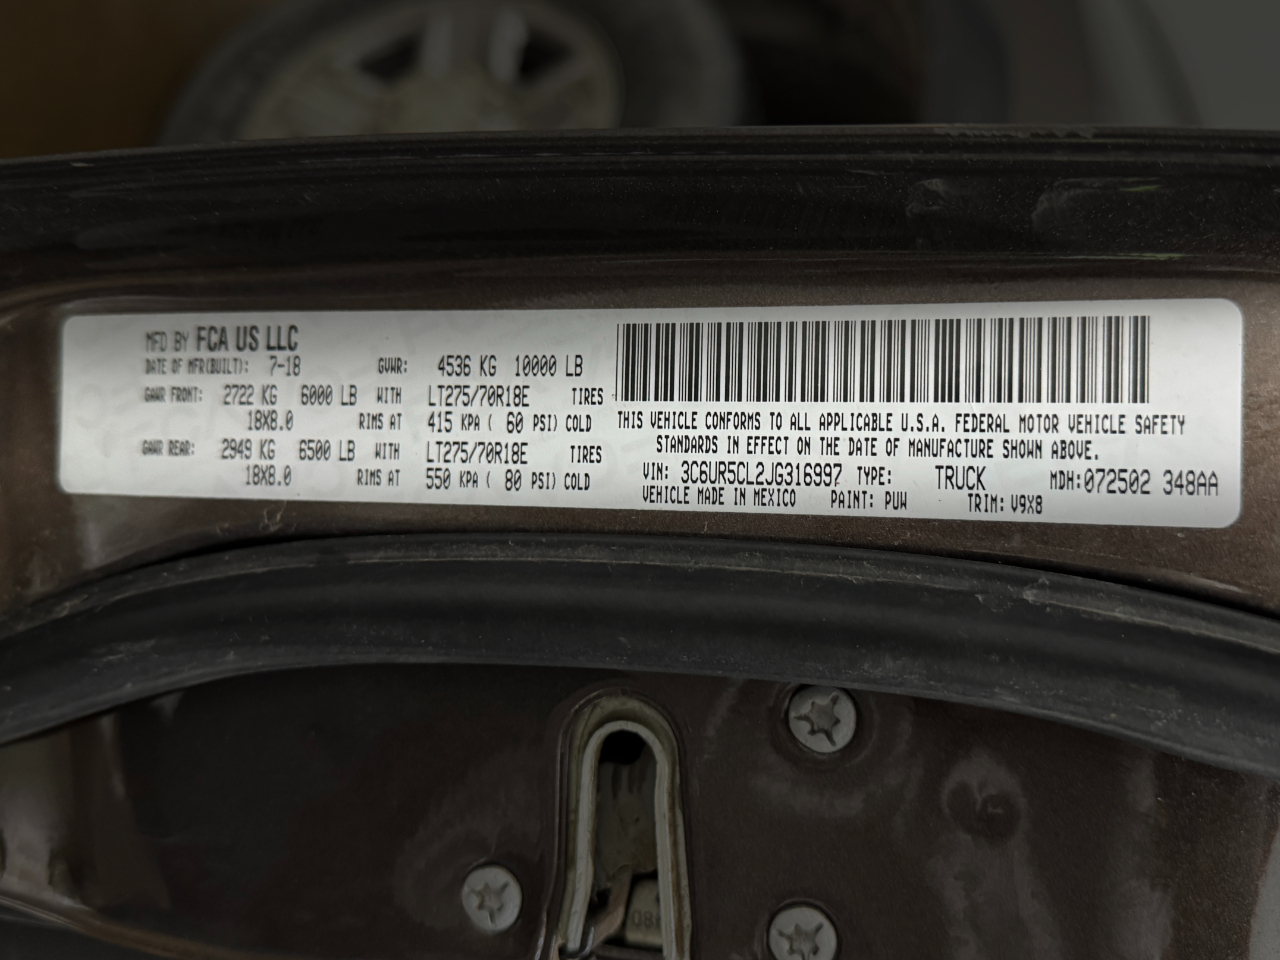 MFD BY FCA US LLC
DATE OF MFR(BUILT): 7-18 GVWR: 4536 KG 10000 LB
GAWR FRONT: 2722 KG 6000 LB WITH LT275/70R18E TIRES
18X8.0 RIMS AT 415 KPA ( 60 PSI) COLD
GAWR REAR: 2949 KG 6500 LB WITH LT275/70R18E TIRES
18X8.0 RIMS AT 550 KPA ( 80 PSI) COLD
THIS VEHICLE CONFORMS TO ALL APPLICABLE U.S.A. FEDERAL MOTOR VEHICLE SAFETY
STANDARDS IN EFFECT ON THE DATE OF MANUFACTURE SHOWN ABOVE.
VIN: 3C6UR5CL2JG316997 TYPE: TRUCK MDH:072502 348AA
VEHICLE MADE IN MEXICO PAINT: PUW TRIM: V9X8